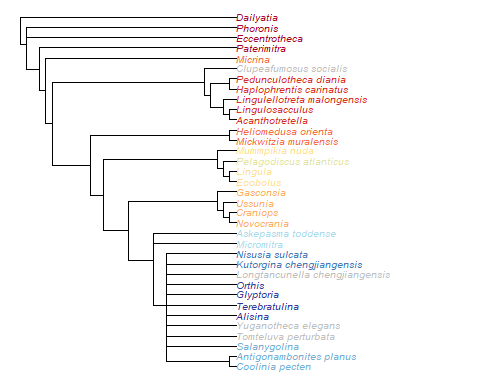 Dailyatia
Phoronis
Eccentrotheca
Paterimitra
Micrina
Clupeafumosus socialis
Pedunculotheca diania
Haplophrentis carinatus
Lingulellotreta malongensis
Lingulosacculus
Acanthotretella
Heliomedusa orienta
Mickwitzia muralensis
Mummpikia nuda
Pelagodiscus atlanticus
Lingula
Eoobolus
Gasconsia
Ussunia
Craniops
Novocrania
Askepasma toddense
Micromitra
Nisusia sulcata
Kutorgina chengjiangensis
Longtancunella chengjiangensis
Orthis
Glyptoria
Terebratulina
Alisina
Yuganotheca elegans
Tomteluva perturbata
Salanygolina
Antigonambonites planus
Coolinia pecten